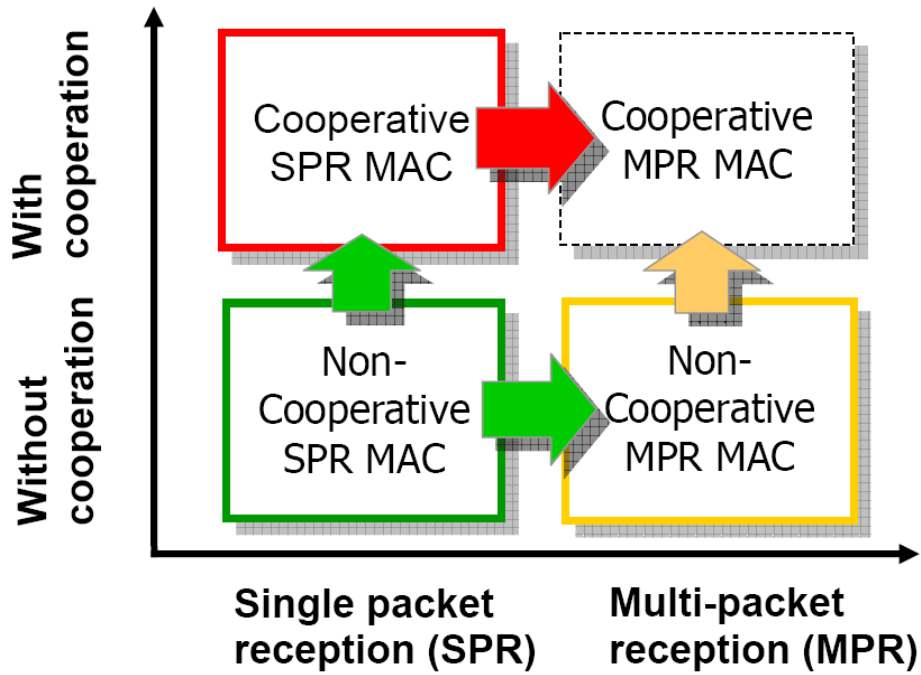 With
cooperation
Cooperative
SPR MAC
Cooperative
MPR MAC
Without
cooperation
Non-
Cooperative
SPR MAC
Non-
Cooperative
MPR MAC
Single packet
reception (SPR)
Multi-packet
reception (MPR)